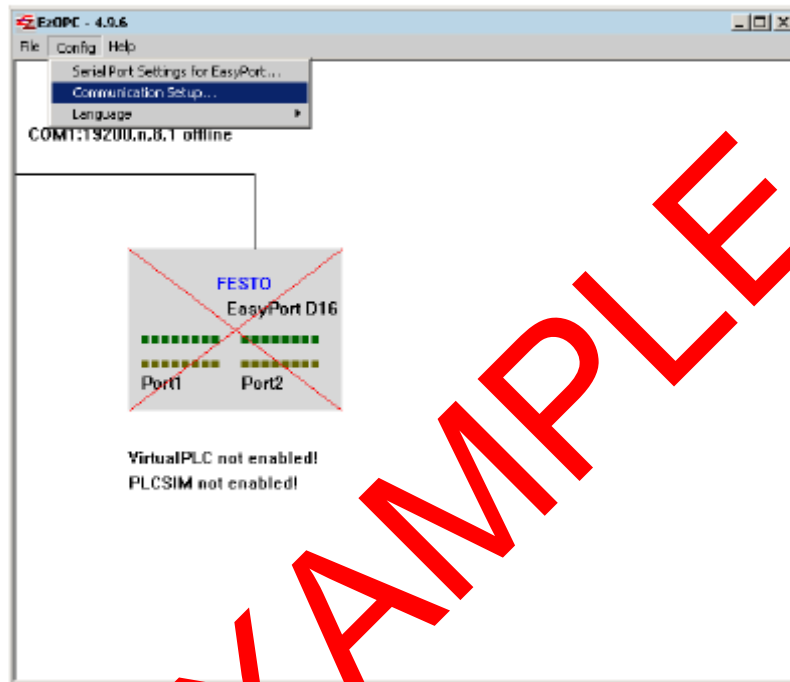 EzOPC - 4.9.6
File Config Help
Serial Port Settings for EasyPort...
Communication Setup...
Language
COM1:19200,n,8,1 offline
FESTO
EasyPort D16
Port1 Port2
VirtualPLC not enabled!
PLCSIM not enabled!
EXAMPLE